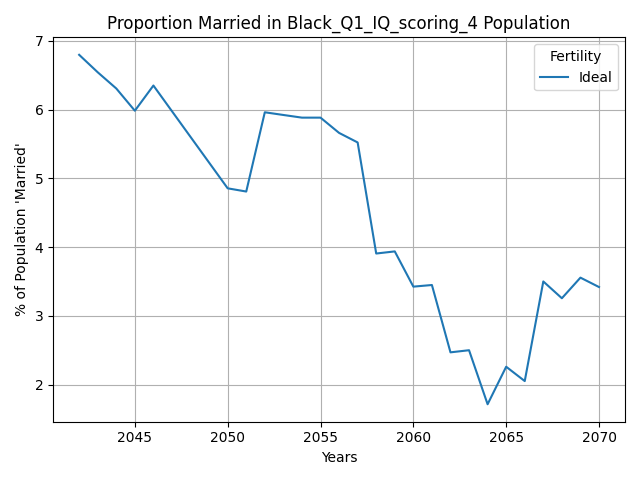 Proportion Married in Black_Q1_IQ_scoring_4 Population
Fertility
Ideal
% of Population 'Married'
7
6
5
4
3
2
2045
2050
2055
2060
2065
2070
Years